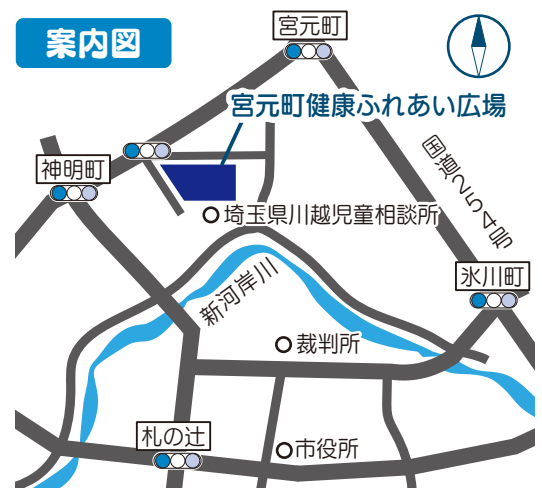 案内図
宮元町
宮元町健康ふれあい広場
神明町
埼玉県川越児童相談所
国道254号
新河岸川
氷川町
裁判所
札の辻
市役所